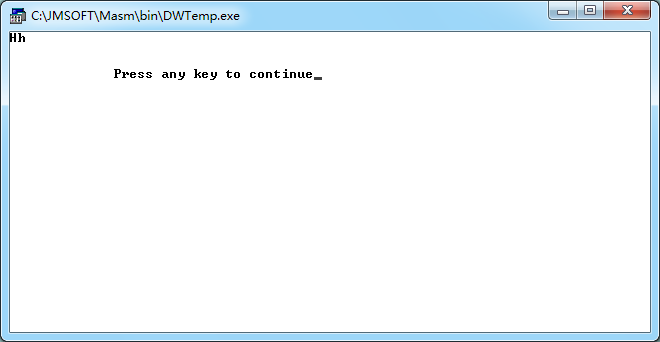 C:\JMSOFT\Masm\bin\DWTemp.exe
Hh
Press any key to continue_